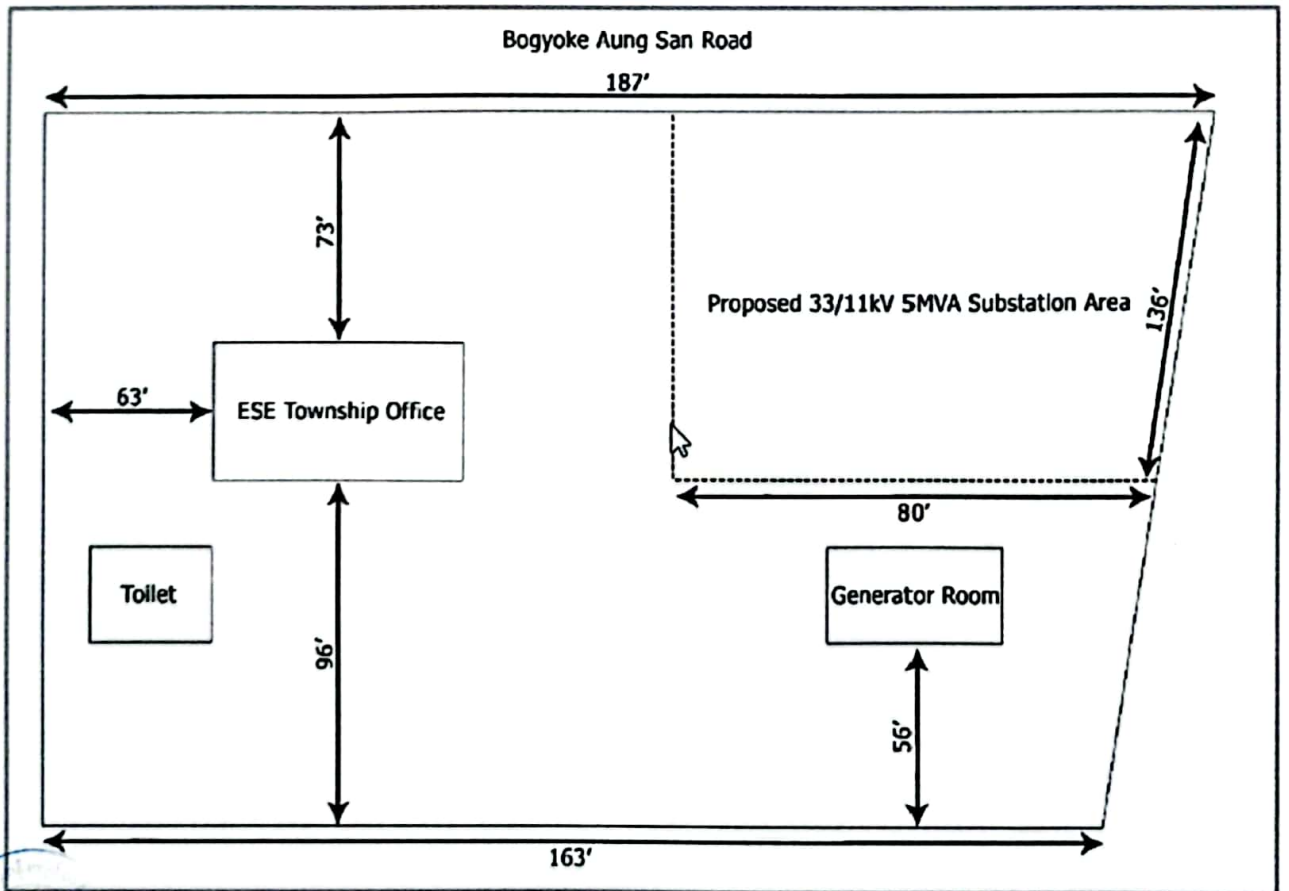 Bogyoke Aung San Road
187'
73'
Proposed 33/11kV 5MVA Substation Area
136'
63'
ESE Township Office
80'
Toilet
Generator Room
96'
56'
163'